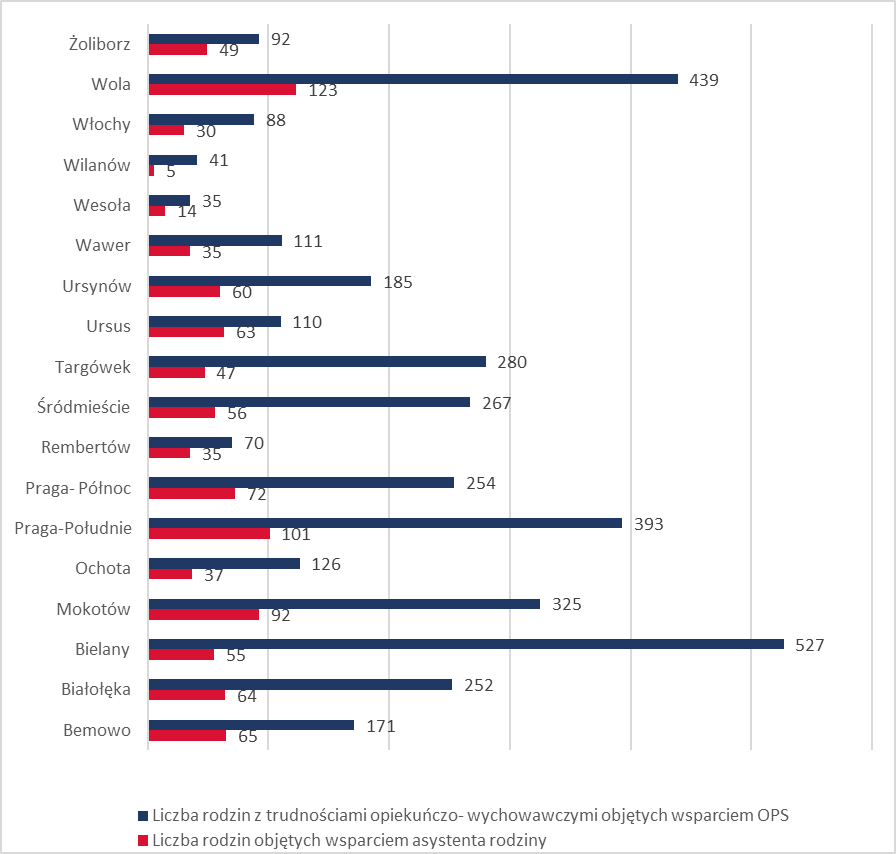 Żoliborz 92
49
Wola 439
123
Włochy 88
30
Wilanów 41
5
Wesoła 35
14
Wawer 111
35
Ursynów 185
60
Ursus 110
63
Targówek 280
47
Śródmieście 267
56
Rembertów 70
35
Praga- Północ 254
72
Praga-Południe 393
101
Ochota 126
37
Mokotów 325
92
Bielany 527
55
Białołęka 252
64
Bemowo 171
65
Liczba rodzin z trudnościami opiekuńczo- wychowawczymi objętych wsparciem OPS
Liczba rodzin objętych wsparciem asystenta rodziny